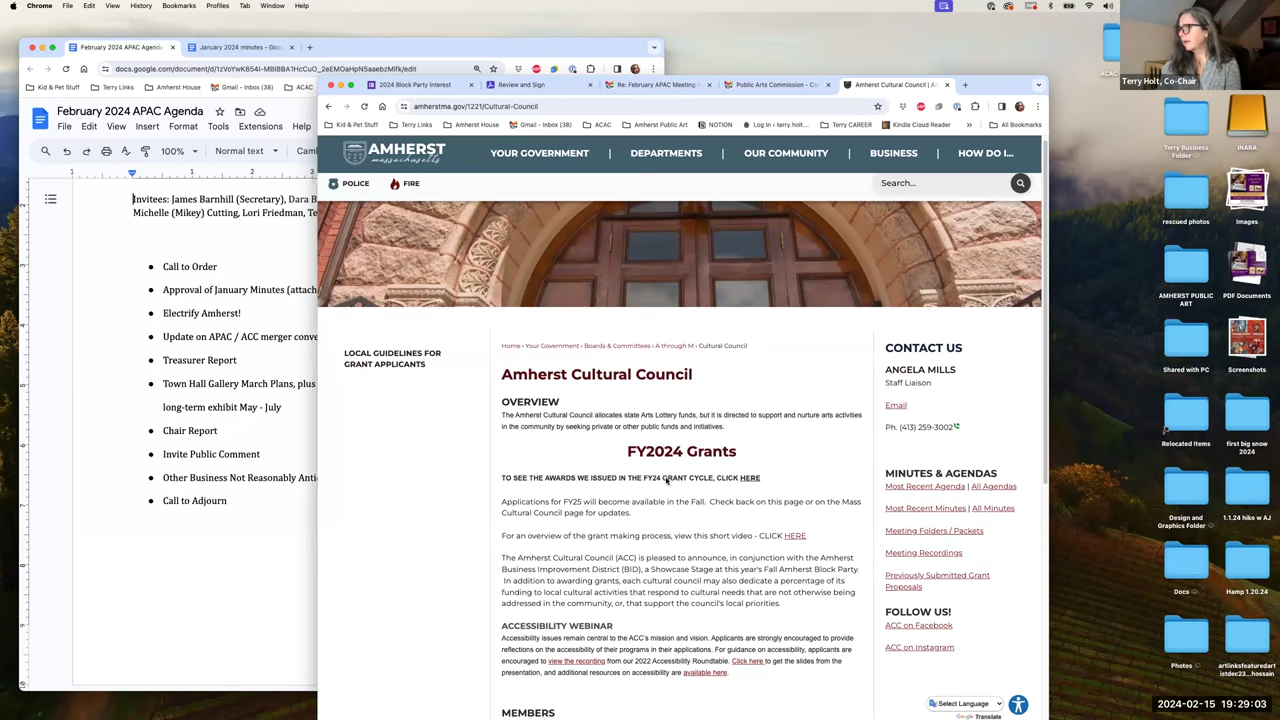 Chrome File Edit View History Bookmarks Profiles Tab Window Help
February 2024 APAC Agenda
January 2024 minutes - Goo
docs.google.com/document/d/1zVoYwK854I-MBIBBA1HcCuO_2eEMOaHpN5aaebzMlfk/edit
Kid & Pet Stuff Terry Links Amherst House Gmail - Inbox (38) ACAC
February 2024 APAC Agenda
File Edit View Insert Format Tools Extensions Help
100% Normal text
Invitees: James Barnhill (Secretary), Dara B
Michelle (Mikey) Cutting, Lori Friedman, Te
Call to Order
Approval of January Minutes (attach
Electrify Amherst!
Update on APAC / ACC merger conve
Treasurer Report
Town Hall Gallery March Plans, plus
long-term exhibit May - July
Chair Report
Invite Public Comment
Other Business Not Reasonably Antic
Call to Adjourn
2024 Block Party Interest
Review and Sign
Re: February APAC Meeting
Public Arts Commission - Ca
Amherst Cultural Council | A
amherstma.gov/1221/Cultural-Council
Kid & Pet Stuff Terry Links Amherst House Gmail - Inbox (38) ACAC Amherst Public Art NOTION Log In ‹ terry.holt.… Terry CAREER Kindle Cloud Reader » All Bookmarks
AMHERST
massachusetts
YOUR GOVERNMENT | DEPARTMENTS | OUR COMMUNITY | BUSINESS | HOW DO I...
POLICE FIRE
Search...
LOCAL GUIDELINES FOR
GRANT APPLICANTS
Home › Your Government › Boards & Committees › A through M › Cultural Council
Amherst Cultural Council
OVERVIEW
The Amherst Cultural Council allocates state Arts Lottery funds, but it is directed to support and nurture arts activities
in the community by seeking private or other public funds and initiatives.
FY2024 Grants
TO SEE THE AWARDS WE ISSUED IN THE FY24 GRANT CYCLE, CLICK HERE
Applications for FY25 will become available in the Fall. Check back on this page or on the Mass
Cultural Council page for updates.
For an overview of the grant making process, view this short video - CLICK HERE
The Amherst Cultural Council (ACC) is pleased to announce, in conjunction with the Amherst
Business Improvement District (BID), a Showcase Stage at this year's Fall Amherst Block Party.
In addition to awarding grants, each cultural council may also dedicate a percentage of its
funding to local cultural activities that respond to cultural needs that are not otherwise being
addressed in the community, or, that support the council's local priorities.
ACCESSIBILITY WEBINAR
Accessibility issues remain central to the ACC's mission and vision. Applicants are strongly encouraged to provide
reflections on the accessibility of their programs in their applications. For guidance on accessibility, applicants are
encouraged to view the recording from our 2022 Accessibility Roundtable. Click here to get the slides from the
presentation, and additional resources on accessibility are available here.
MEMBERS
CONTACT US
ANGELA MILLS
Staff Liaison
Email
Ph. (413) 259-3002
MINUTES & AGENDAS
Most Recent Agenda | All Agendas
Most Recent Minutes | All Minutes
Meeting Folders / Packets
Meeting Recordings
Previously Submitted Grant
Proposals
FOLLOW US!
ACC on Facebook
ACC on Instagram
Select Language
Google Translate
Terry Holt, Co-Chair
ACAC
Terry Business
Folder
INARA
rescued photos
Images
AMHERST PUBLIC
ART
PDF Documents
Shared with PC
Screenshots
Relocated Items
first big snow
2024
Design and
Graphics Folder
1.1.24 hike w AJ
Docs
Hamp 1.20.24
Photos
artlinksfeaturedart
istdec23...hossain
2024-02-15 19:29:03